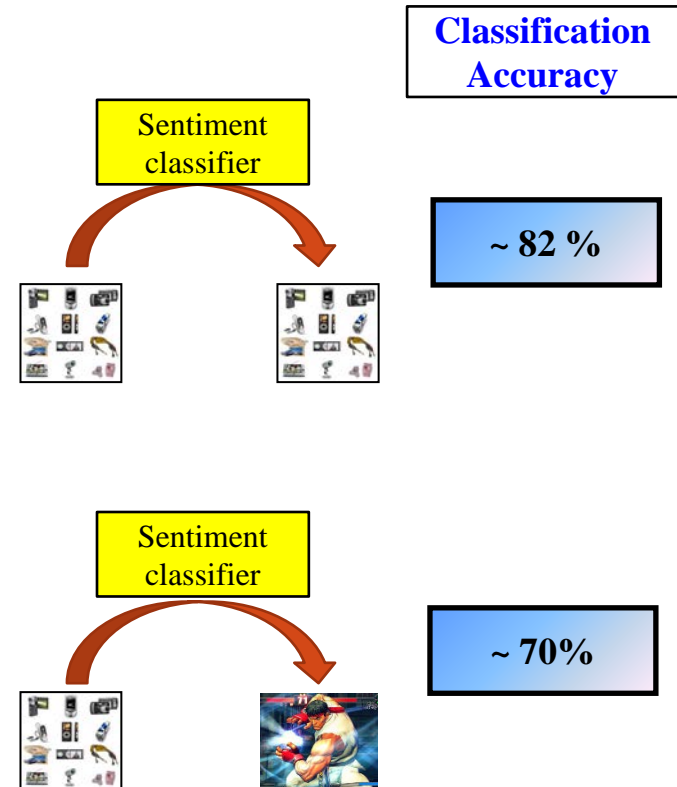 Classification
Accuracy
Sentiment
classifier
~ 82 %
Sentiment
classifier
~ 70%